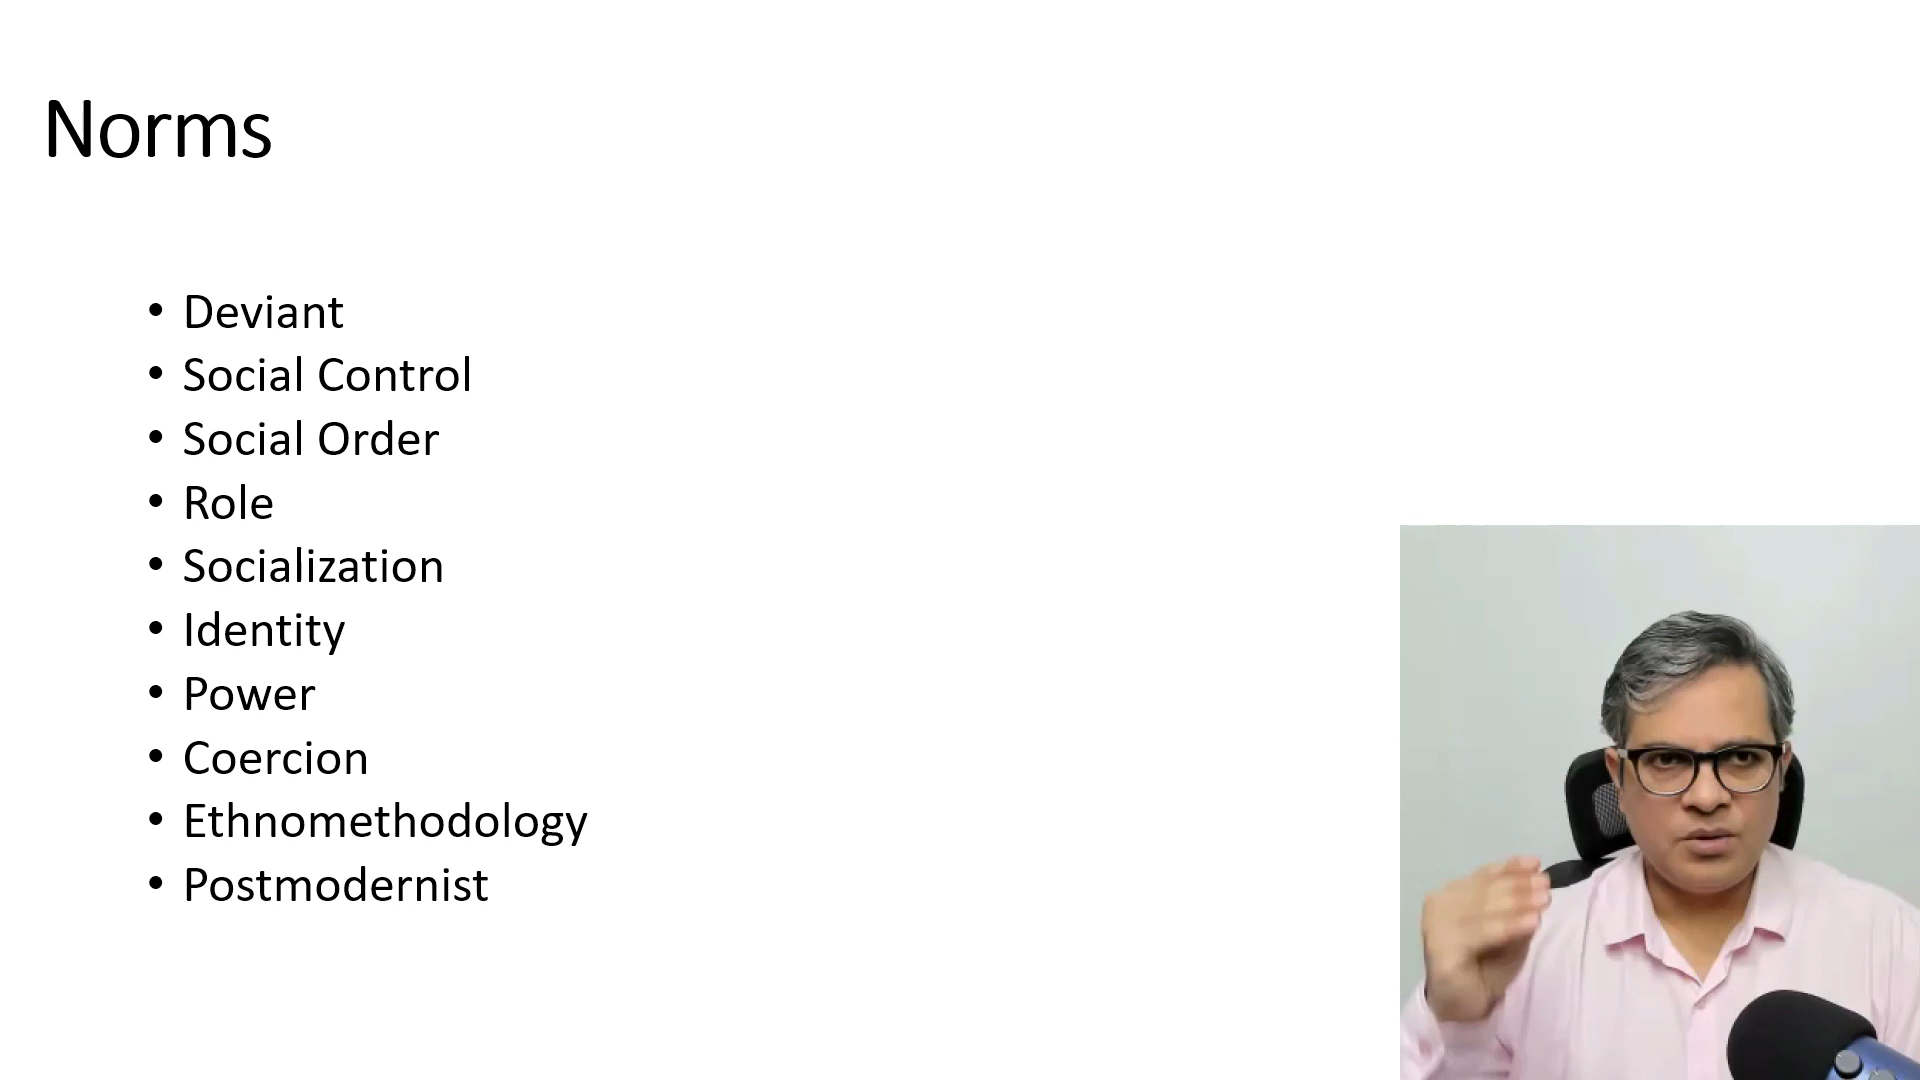 Norms
• Deviant
• Social Control
• Social Order
• Role
• Socialization
• Identity
• Power
• Coercion
• Ethnomethodology
• Postmodernist